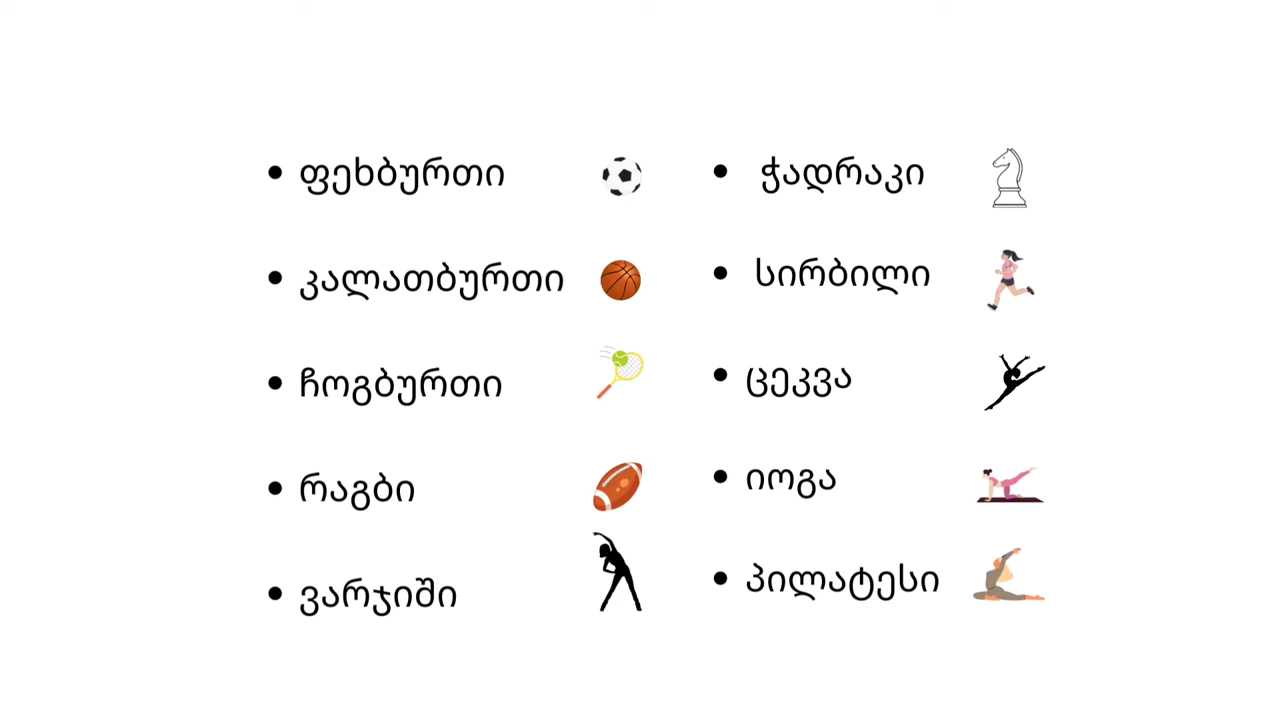 • ფეხბურთი
• კალათბურთი
• ჩოგბურთი
• რაგბი
• ვარჯიში
• ჭადრაკი
• სირბილი
• ცეკვა
• იოგა
• პილატესი